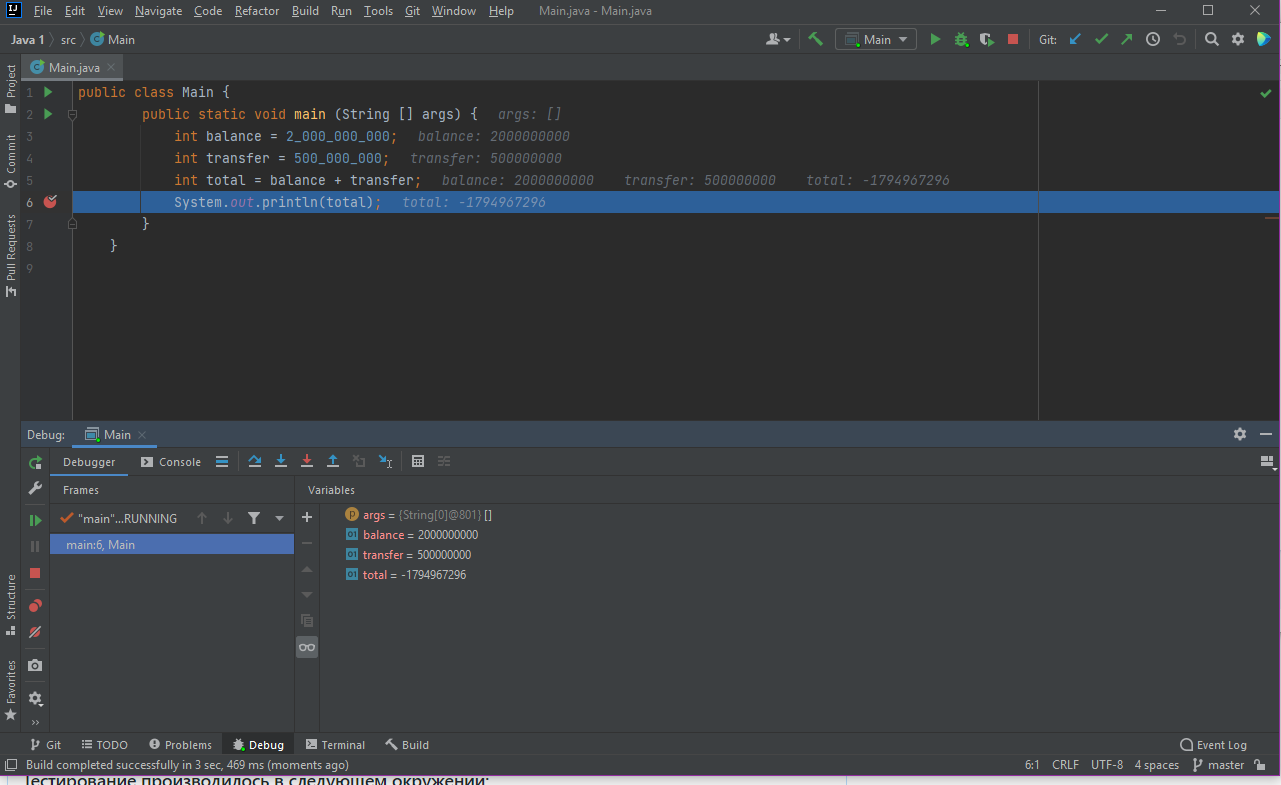 File Edit View Navigate Code Refactor Build Run Tools Git Window Help Main.java - Main.java
Java 1 src Main Main Git:
Main.java
Project
Commit
Pull Requests
1 public class Main {
2 public static void main (String [] args) { args: []
3 int balance = 2_000_000_000; balance: 2000000000
4 int transfer = 500_000_000; transfer: 500000000
5 int total = balance + transfer; balance: 2000000000 transfer: 500000000 total: -1794967296
6 System.out.println(total); total: -1794967296
7 }
8 }
9
Debug: Main
Debugger Console
Frames Variables
"main"...RUNNING
main:6, Main
args = {String[0]@801} []
balance = 2000000000
transfer = 500000000
total = -1794967296
Structure
Favorites
Git TODO Problems Debug Terminal Build Event Log
Build completed successfully in 3 sec, 469 ms (moments ago) 6:1 CRLF UTF-8 4 spaces master
Тестирование производилось в следующем окружении: